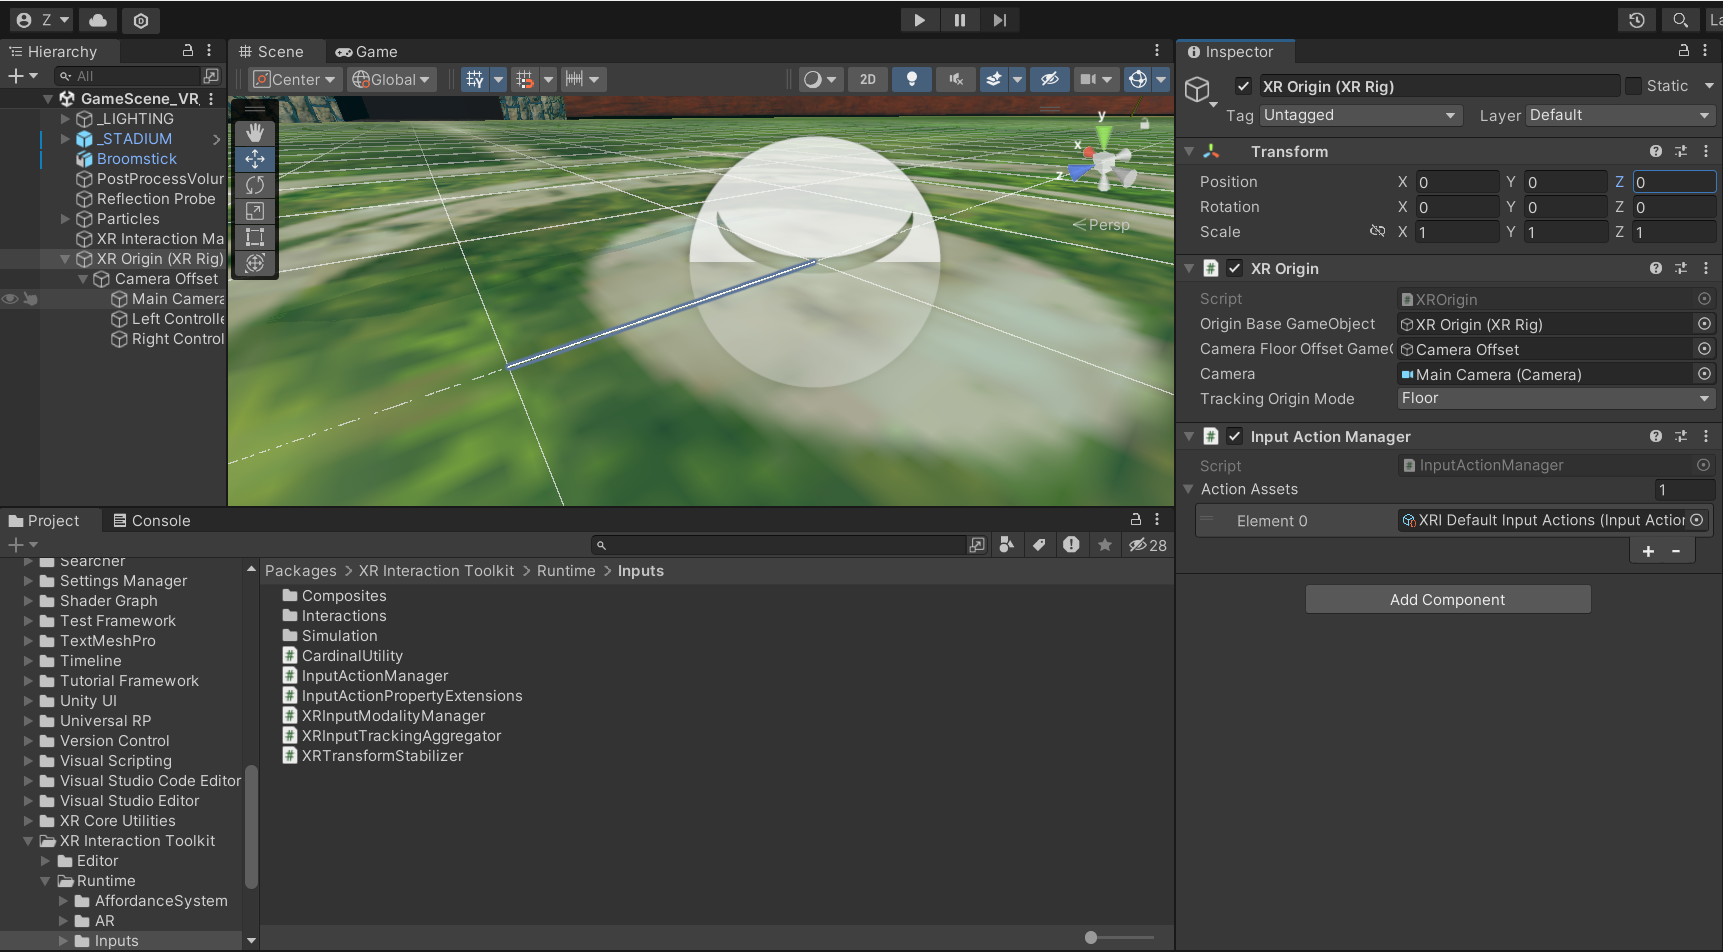 Z
La
Hierarchy
All
GameScene_VR_
_LIGHTING
_STADIUM
Broomstick
PostProcessVolur
Reflection Probe
Particles
XR Interaction Ma
XR Origin (XR Rig)
Camera Offset
Main Camera
Left Controlle
Right Control
Scene
Game
Center
Global
2D
y
x
z
Persp
Inspector
XR Origin (XR Rig)
Static
Tag Untagged
Layer Default
Transform
Position X 0 Y 0 Z 0
Rotation X 0 Y 0 Z 0
Scale X 1 Y 1 Z 1
XR Origin
Script XROrigin
Origin Base GameObject XR Origin (XR Rig)
Camera Floor Offset GameO Camera Offset
Camera Main Camera (Camera)
Tracking Origin Mode Floor
Input Action Manager
Script InputActionManager
Action Assets 1
Element 0 XRI Default Input Actions (Input Action
+ -
Add Component
Project
Console
28
Searcher
Settings Manager
Shader Graph
Test Framework
TextMeshPro
Timeline
Tutorial Framework
Unity UI
Universal RP
Version Control
Visual Scripting
Visual Studio Code Editor
Visual Studio Editor
XR Core Utilities
XR Interaction Toolkit
Editor
Runtime
AffordanceSystem
AR
Inputs
Packages > XR Interaction Toolkit > Runtime > Inputs
Composites
Interactions
Simulation
CardinalUtility
InputActionManager
InputActionPropertyExtensions
XRInputModalityManager
XRInputTrackingAggregator
XRTransformStabilizer